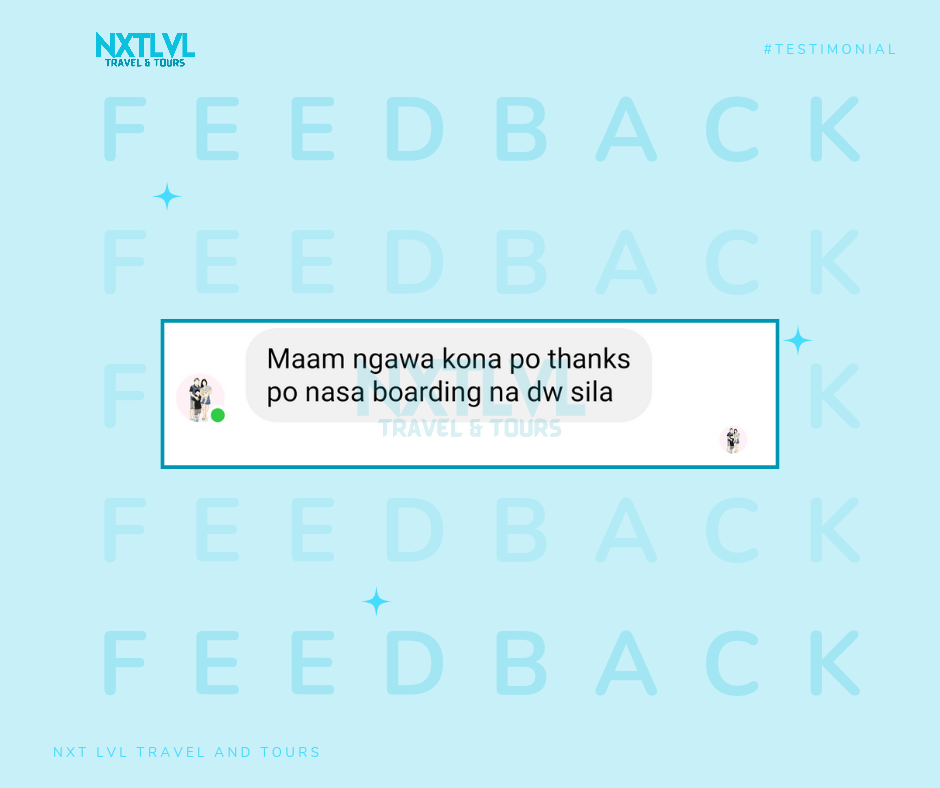 NXTLVL
TRAVEL & TOURS
#TESTIMONIAL
FEEDBACK
FEEDBACK
F K
Maam ngawa kona po thanks
po nasa boarding na dw sila
NXTLVL
TRAVEL & TOURS
FEEDBACK
FEEDBACK
NXT LVL TRAVEL AND TOURS